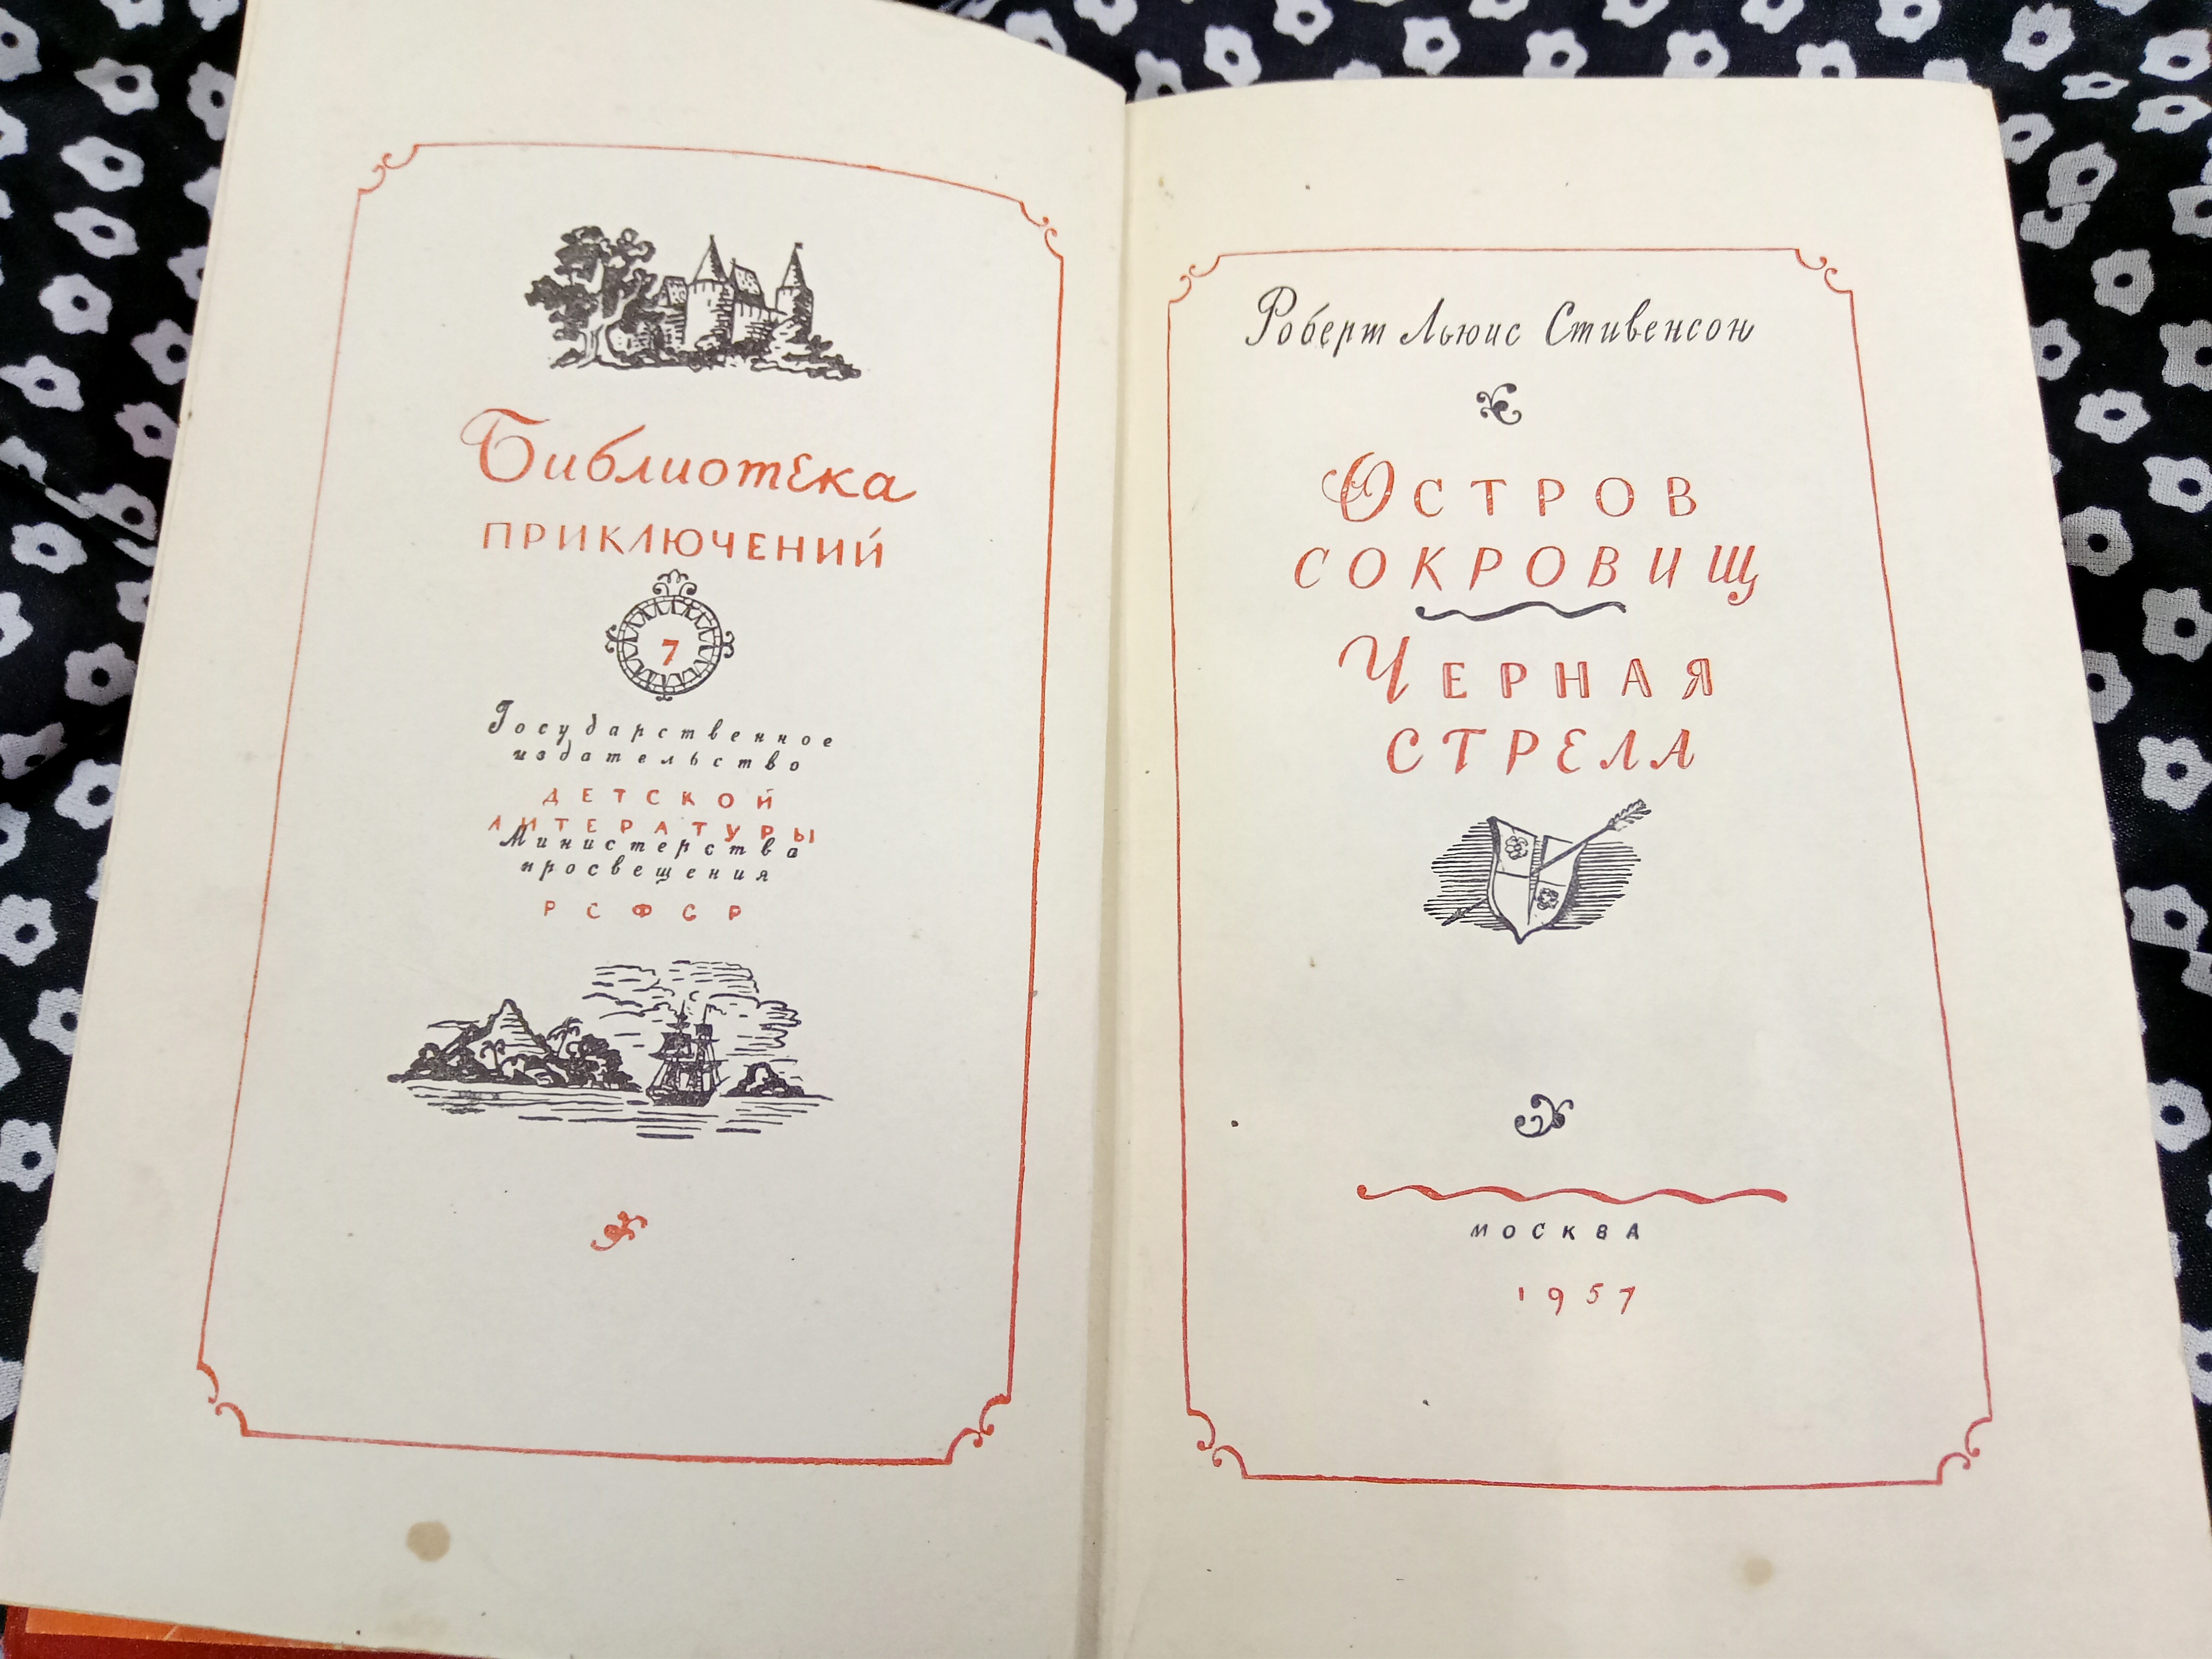 Библиотека
ПРИКЛЮЧЕНИЙ
7
Государственное
издательство
ДЕТСКОЙ
ЛИТЕРАТУРЫ
Министерства
просвещения
РСФСР
Роберт Льюис Стивенсон
ОСТРОВ
СОКРОВИЩ
ЧЕРНАЯ
СТРЕЛА
МОСКВА
1957